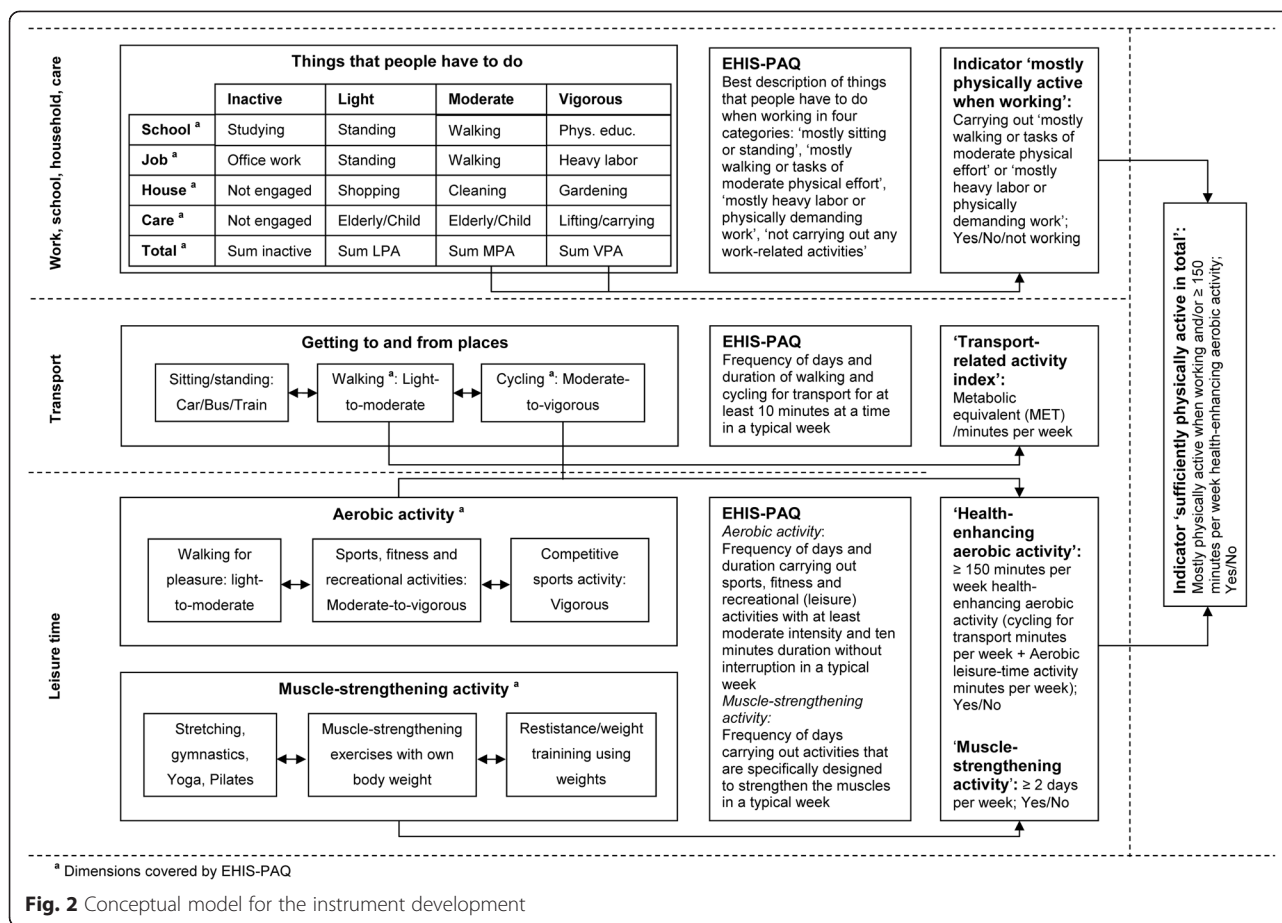 Work, school, household, care
Things that people have to do
Inactive Light Moderate Vigorous
School a Studying Standing Walking Phys. educ.
Job a Office work Standing Walking Heavy labor
House a Not engaged Shopping Cleaning Gardening
Care a Not engaged Elderly/Child Elderly/Child Lifting/carrying
Total a Sum inactive Sum LPA Sum MPA Sum VPA
EHIS-PAQ
Best description of things
that people have to do
when working in four
categories: ‘mostly sitting
or standing’, ‘mostly
walking or tasks of
moderate physical effort’,
‘mostly heavy labor or
physically demanding
work’, ‘not carrying out any
work-related activities’
Indicator ‘mostly
physically active
when working’:
Carrying out ‘mostly
walking or tasks of
moderate physical
effort’ or ‘mostly
heavy labor or
physically
demanding work’;
Yes/No/not working
Transport
Getting to and from places
Sitting/standing:
Car/Bus/Train
Walking a: Light-
to-moderate
Cycling a: Moderate-
to-vigorous
EHIS-PAQ
Frequency of days and
duration of walking and
cycling for transport for at
least 10 minutes at a time
in a typical week
‘Transport-
related activity
index’:
Metabolic
equivalent (MET)
/minutes per week
Leisure time
Aerobic activity a
Walking for
pleasure: light-
to-moderate
Sports, fitness and
recreational activities:
Moderate-to-vigorous
Competitive
sports activity:
Vigorous
Muscle-strengthening activity a
Stretching,
gymnastics,
Yoga, Pilates
Muscle-strengthening
exercises with own
body weight
Restistance/weight
trainining using
weights
EHIS-PAQ
Aerobic activity:
Frequency of days and
duration carrying out
sports, fitness and
recreational (leisure)
activities with at least
moderate intensity and ten
minutes duration without
interruption in a typical
week
Muscle-strengthening
activity:
Frequency of days
carrying out activities that
are specifically designed
to strengthen the muscles
in a typical week
‘Health-
enhancing
aerobic activity’:
≥ 150 minutes per
week health-
enhancing aerobic
activity (cycling for
transport minutes
per week + Aerobic
leisure-time activity
minutes per week);
Yes/No
‘Muscle-
strengthening
activity’: ≥ 2 days
per week; Yes/No
Indicator ‘sufficiently physically active in total’:
Mostly physically active when working and/or ≥ 150
minutes per week health-enhancing aerobic activity;
Yes/No
a Dimensions covered by EHIS-PAQ
Fig. 2 Conceptual model for the instrument development